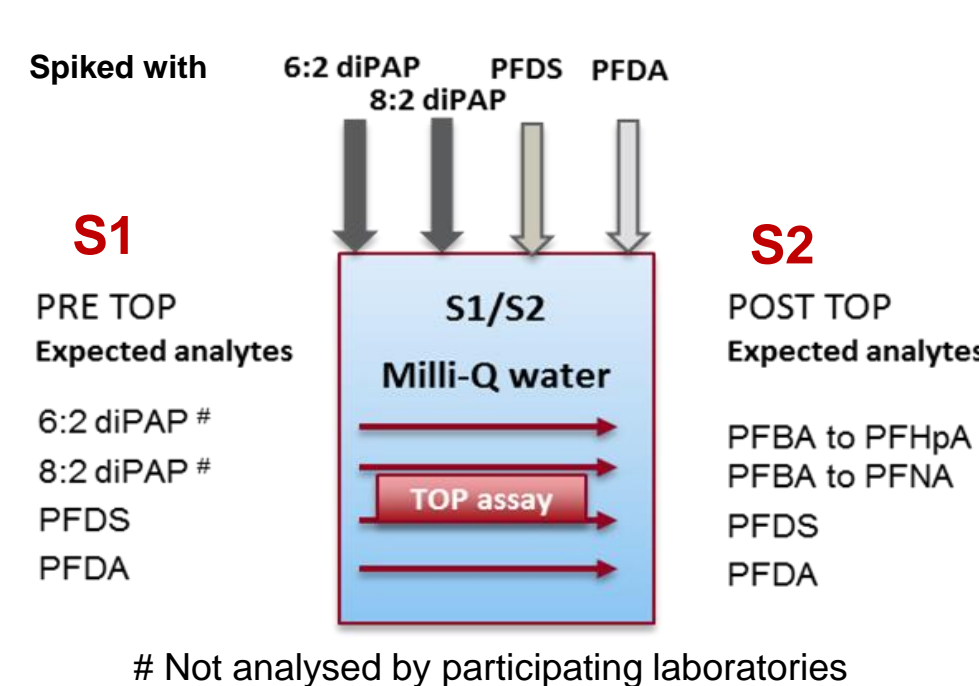 Spiked with
6:2 diPAP PFDS PFDA
8:2 diPAP
S1
PRE TOP
Expected analytes
6:2 diPAP #
8:2 diPAP #
PFDS
PFDA
S1/S2
Milli-Q water
TOP assay
S2
POST TOP
Expected analytes
PFBA to PFHpA
PFBA to PFNA
PFDS
PFDA
# Not analysed by participating laboratories